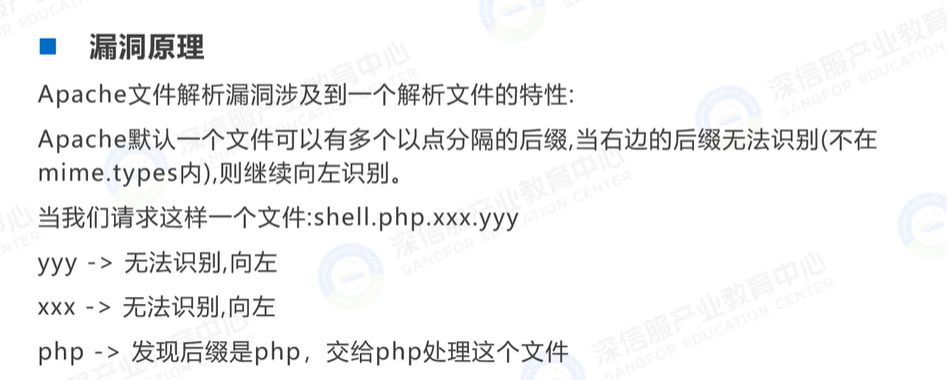 漏洞原理
Apache文件解析漏洞涉及到一个解析文件的特性:
Apache默认一个文件可以有多个以点分隔的后缀,当右边的后缀无法识别(不在
mime.types内),则继续向左识别。
当我们请求这样一个文件:shell.php.xxx.yyy
yyy -> 无法识别,向左
xxx -> 无法识别,向左
php -> 发现后缀是php，交给php处理这个文件
深信服产业教育中心
SANGFOR EDUCATION CENTER